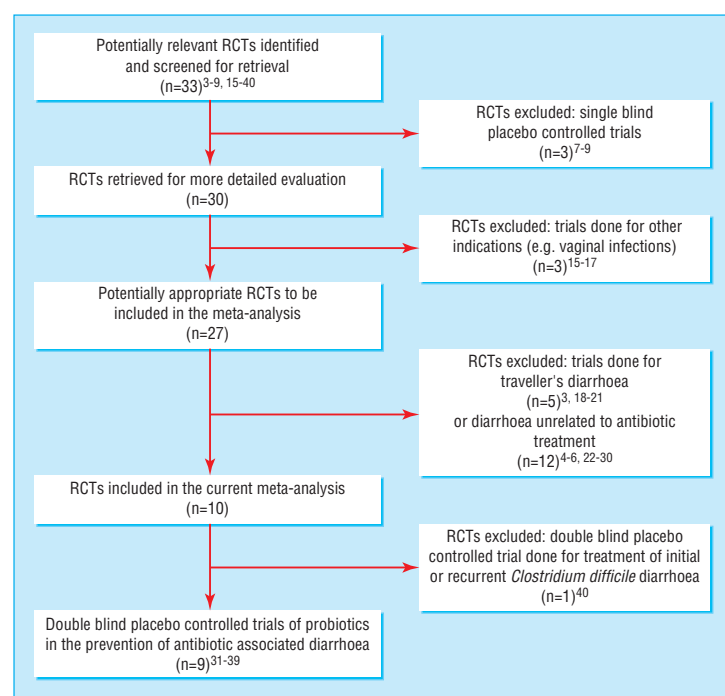 Potentially relevant RCTs identified
and screened for retrieval
(n=33)3-9, 15-40
RCTs excluded: single blind
placebo controlled trials
(n=3)7-9
RCTs retrieved for more detailed evaluation
(n=30)
RCTs excluded: trials done for other
indications (e.g. vaginal infections)
(n=3)15-17
Potentially appropriate RCTs to be
included in the meta-analysis
(n=27)
RCTs excluded: trials done for
traveller's diarrhoea
(n=5)3, 18-21
or diarrhoea unrelated to antibiotic
treatment
(n=12)4-6, 22-30
RCTs included in the current meta-analysis
(n=10)
RCTs excluded: double blind placebo
controlled trial done for treatment of initial
or recurrent Clostridium difficile diarrhoea
(n=1)40
Double blind placebo controlled trials of probiotics
in the prevention of antibiotic associated diarrhoea
(n=9)31-39